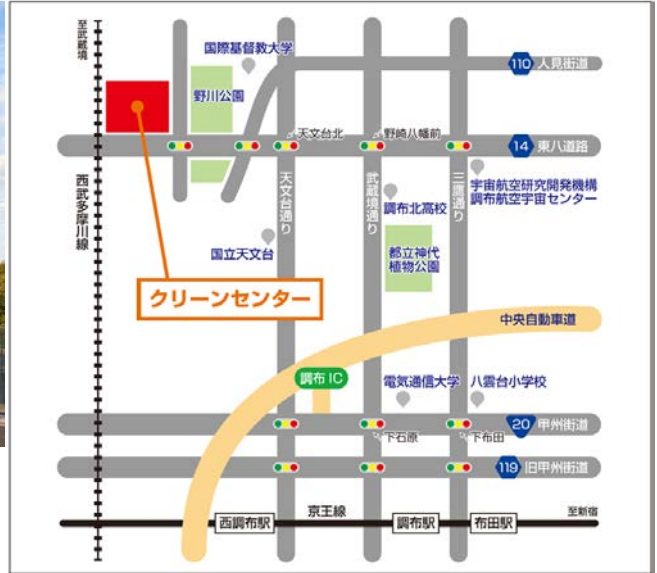 至武蔵境
国際基督教大学
110 人見街道
野川公園
天文台北
野崎八幡前
14 東八道路
西武多摩川線
天文台通り
武蔵境通り
三鷹通り
宇宙航空研究開発機構
調布航空宇宙センター
調布北高校
国立天文台
都立神代
植物公園
クリーンセンター
中央自動車道
調布IC
電気通信大学
八雲台小学校
20 甲州街道
下石原
下布田
119 旧甲州街道
京王線
至新宿
西調布駅
調布駅
布田駅